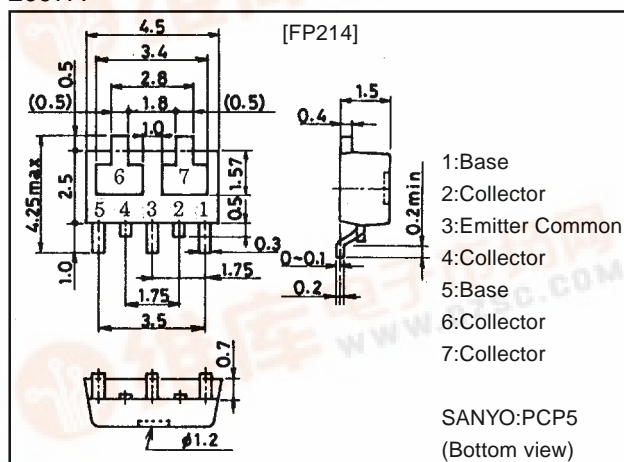 [FP214]
4.5
3.4
2.8
1.8
(0.5)
(0.5)
0.5
1.0
6
7
1.57
4.25max
2.5
5 4 3 2 1
0.5
0.3
1.0
1.75
1.75
3.5
1.5
0.4
0.2min
0~0.1
0.2
1:Base
2:Collector
3:Emitter Common
4:Collector
5:Base
6:Collector
7:Collector
0.7
φ1.2
SANYO:PCP5
(Bottom view)